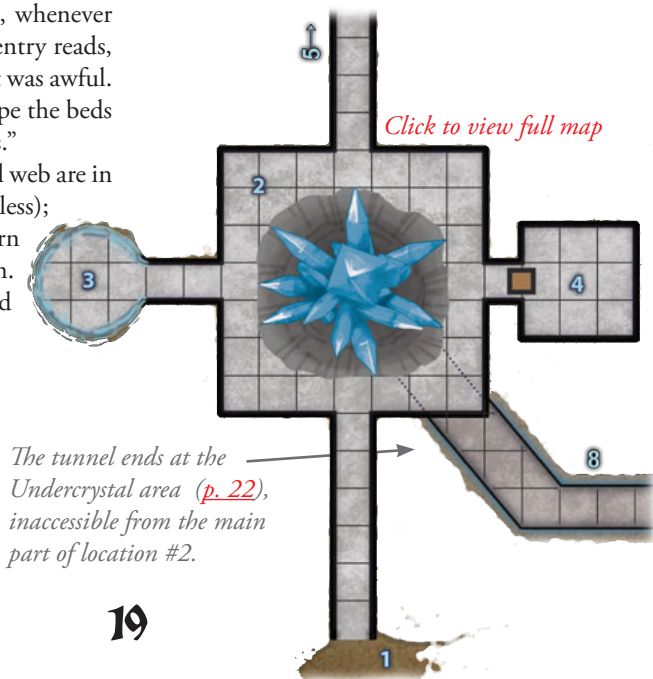 , whenever
entry reads,
t was awful.
pe the beds
s.”
d web are in
less);
rn
n.
d
5
Click to view full map
2
3
4
The tunnel ends at the
Undercrystal area (p. 22),
inaccessible from the main
part of location #2.
8
19
1